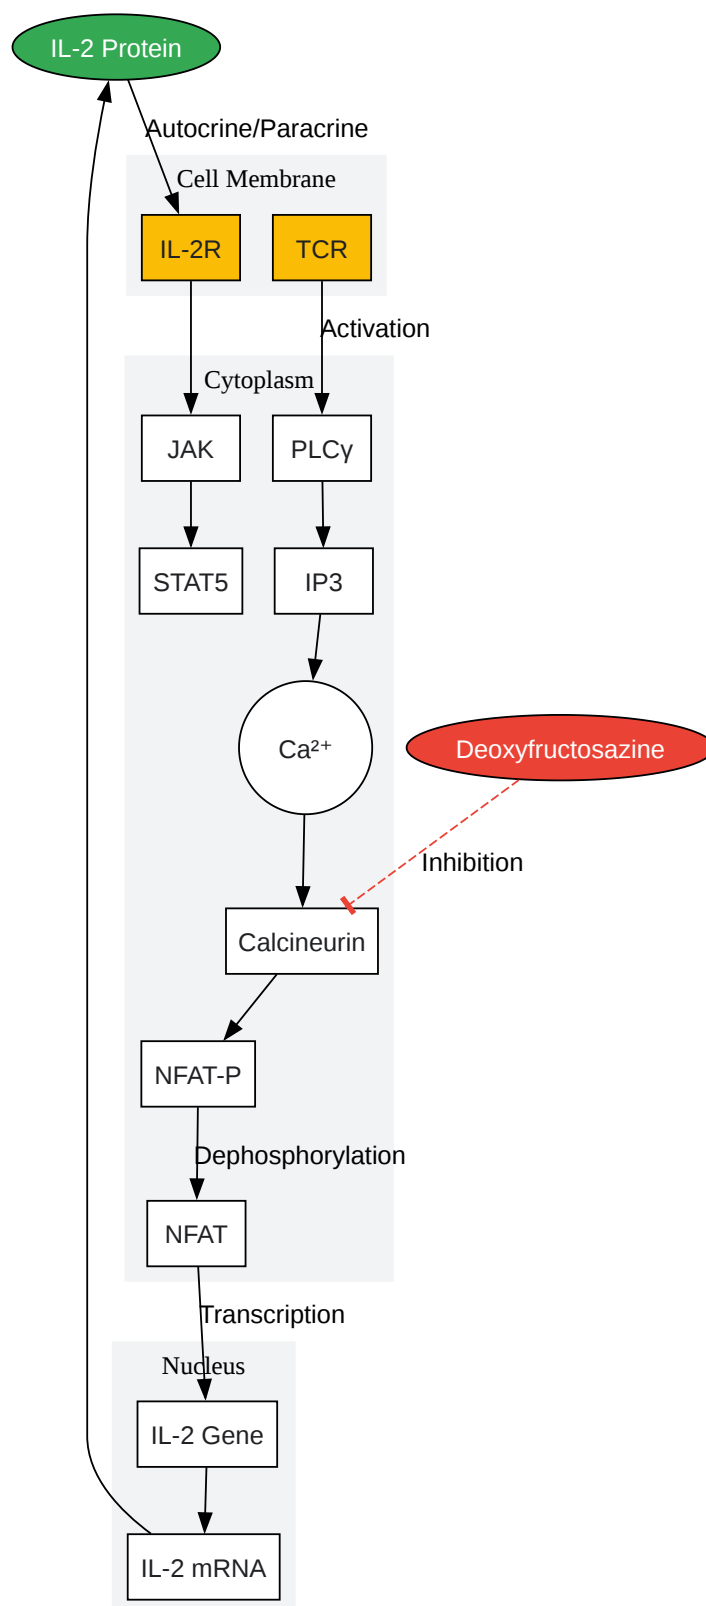 IL-2 Protein
Autocrine/Paracrine
Cell Membrane
IL-2R
TCR
Activation
Cytoplasm
JAK
PLCγ
STAT5
IP3
Ca²⁺
Deoxyfructosazine
Inhibition
Calcineurin
NFAT-P
Dephosphorylation
NFAT
Transcription
Nucleus
IL-2 Gene
IL-2 mRNA